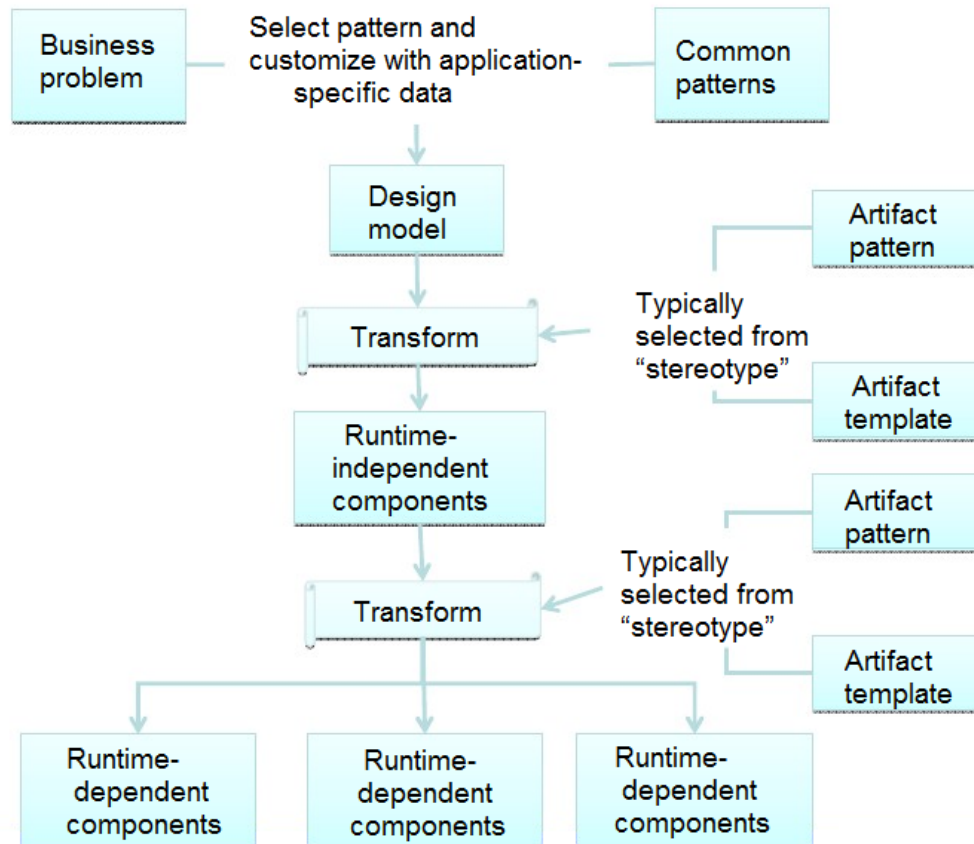 Business
problem
Select pattern and
customize with application-
specific data
Common
patterns
Design
model
Artifact
pattern
Transform
Typically
selected from
“stereotype”
Artifact
template
Runtime-
independent
components
Artifact
pattern
Transform
Typically
selected from
“stereotype”
Artifact
template
Runtime-
dependent
components
Runtime-
dependent
components
Runtime-
dependent
components